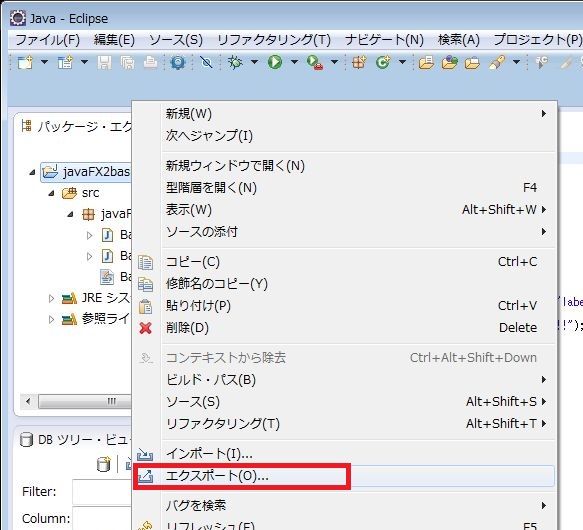 Java - Eclipse
ファイル(F) 編集(E) ソース(S) リファクタリング(T) ナビゲート(N) 検索(A) プロジェクト(P)
パッケージ・エク
javaFX2bas
src
javaF
Ba
Ba
Ba
JRE シス
参照ライ
新規(W)
次へジャンプ(I)
新規ウィンドウで開く(N)
型階層を開く(N) F4
表示(W) Alt+Shift+W
ソースの添付
コピー(C) Ctrl+C
修飾名のコピー(Y)
貼り付け(P) Ctrl+V
削除(D) Delete
コンテキストから除去 Ctrl+Alt+Shift+Down
ビルド・パス(B)
ソース(S) Alt+Shift+S
リファクタリング(T) Alt+Shift+T
インポート(I)...
エクスポート(O)...
バグを検索
リフレッシュ(F) F5
"labe
!!");
DB ツリー・ビュー
Filter:
Column: